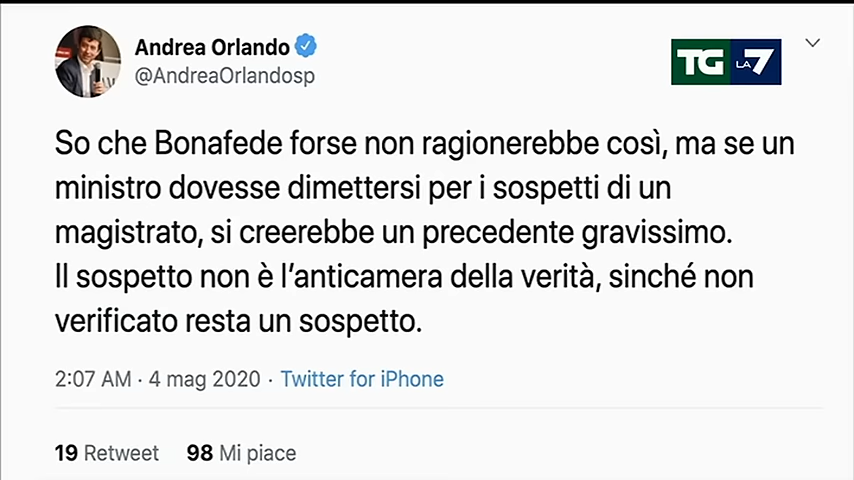 Andrea Orlando
@AndreaOrlandosp
TG LA 7
So che Bonafede forse non ragionerebbe così, ma se un
ministro dovesse dimettersi per i sospetti di un
magistrato, si creerebbe un precedente gravissimo.
Il sospetto non è l’anticamera della verità, sinché non
verificato resta un sospetto.
2:07 AM · 4 mag 2020 · Twitter for iPhone
19 Retweet 98 Mi piace